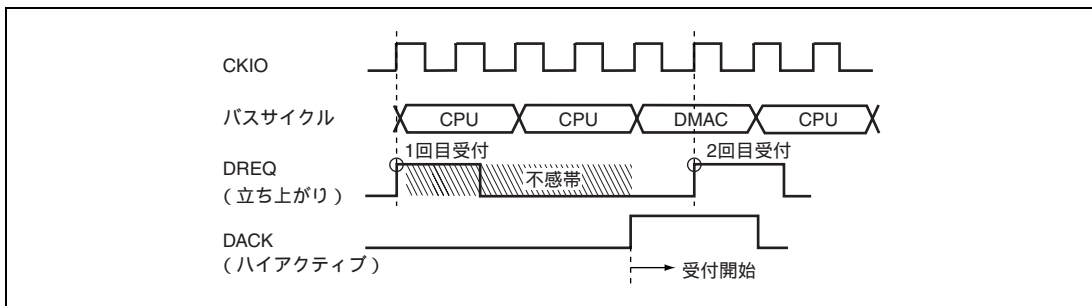 CKIO
バスサイクル
CPU CPU DMAC CPU
1回目受付 2回目受付
DREQ
(立ち上がり)
不感帯
DACK
(ハイアクティブ)
受付開始